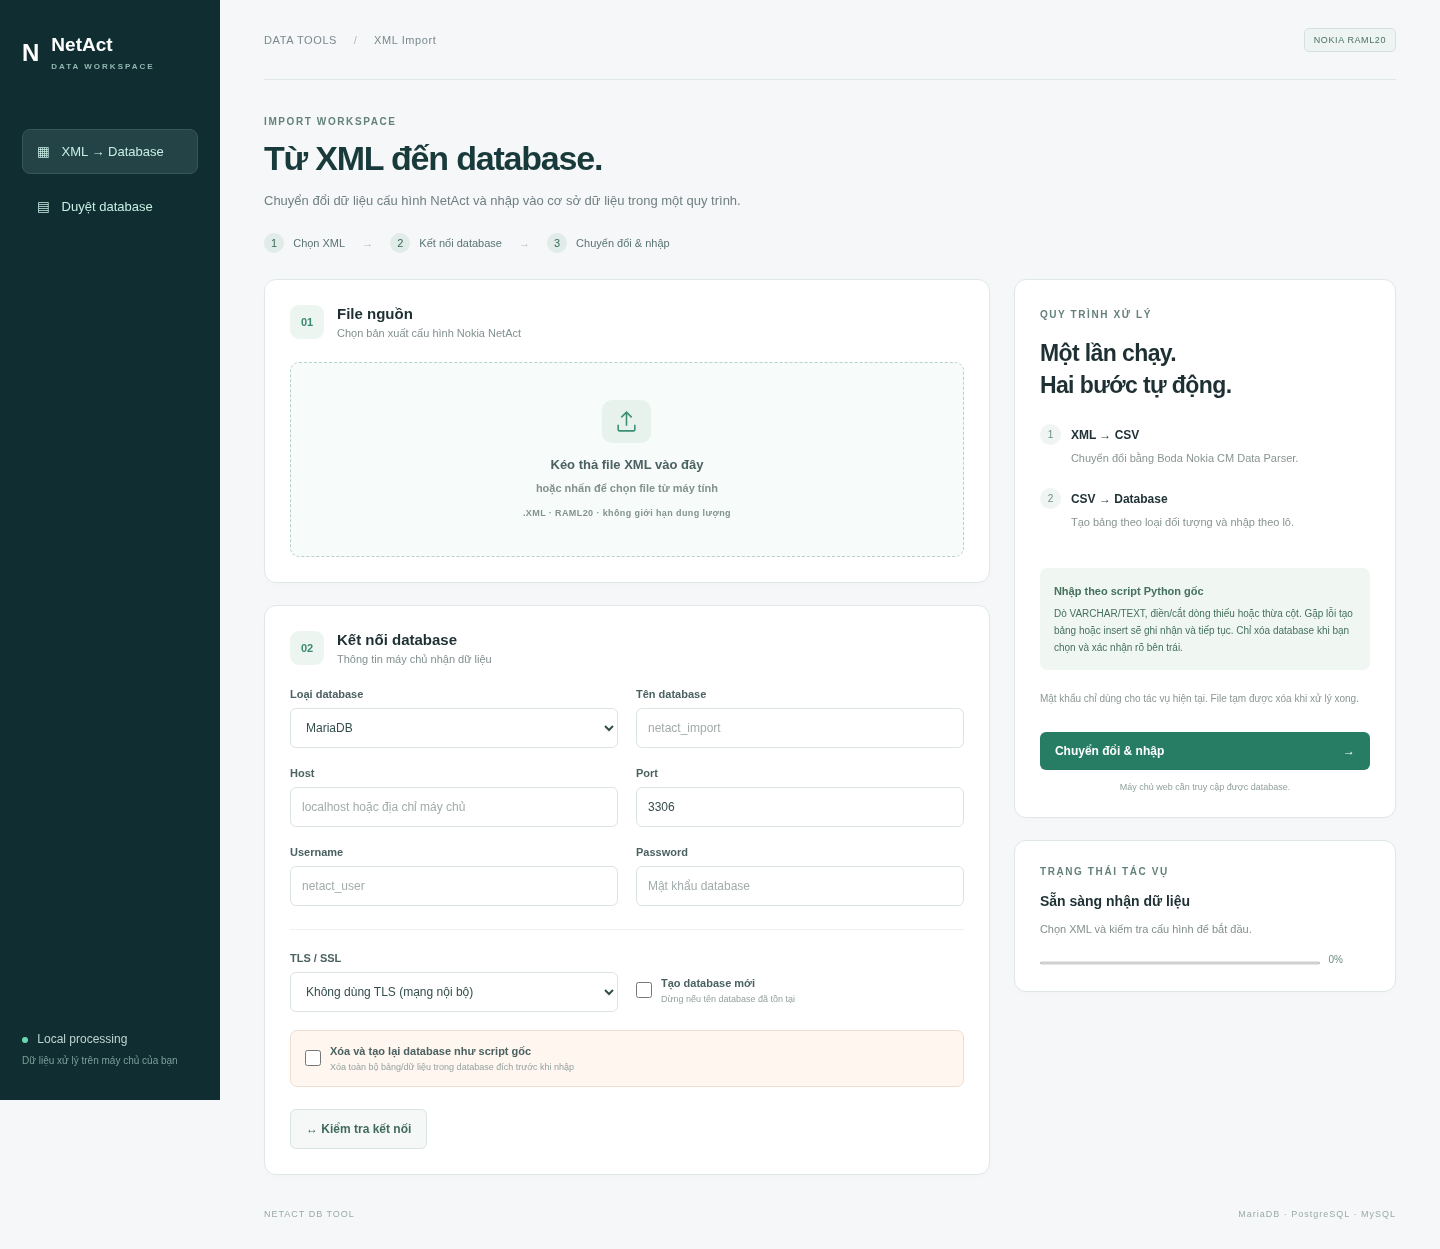 N NetAct
DATA WORKSPACE
▦ XML → Database
▤ Duyệt database
Local processing
Dữ liệu xử lý trên máy chủ của bạn
DATA TOOLS / XML Import
NOKIA RAML20
IMPORT WORKSPACE
Từ XML đến database.
Chuyển đổi dữ liệu cấu hình NetAct và nhập vào cơ sở dữ liệu trong một quy trình.
1 Chọn XML → 2 Kết nối database → 3 Chuyển đổi & nhập
01 File nguồn
Chọn bản xuất cấu hình Nokia NetAct
Kéo thả file XML vào đây
hoặc nhấn để chọn file từ máy tính
.XML · RAML20 · không giới hạn dung lượng
02 Kết nối database
Thông tin máy chủ nhận dữ liệu
Loại database
MariaDB
Tên database
netact_import
Host
localhost hoặc địa chỉ máy chủ
Port
3306
Username
netact_user
Password
Mật khẩu database
TLS / SSL
Không dùng TLS (mạng nội bộ)
Tạo database mới
Dừng nếu tên database đã tồn tại
Xóa và tạo lại database như script gốc
Xóa toàn bộ bảng/dữ liệu trong database đích trước khi nhập
↔ Kiểm tra kết nối
QUY TRÌNH XỬ LÝ
Một lần chạy.
Hai bước tự động.
1 XML → CSV
Chuyển đổi bằng Boda Nokia CM Data Parser.
2 CSV → Database
Tạo bảng theo loại đối tượng và nhập theo lô.
Nhập theo script Python gốc
Dò VARCHAR/TEXT, điền/cắt dòng thiếu hoặc thừa cột. Gặp lỗi tạo
bảng hoặc insert sẽ ghi nhận và tiếp tục. Chỉ xóa database khi bạn
chọn và xác nhận rõ bên trái.
Mật khẩu chỉ dùng cho tác vụ hiện tại. File tạm được xóa khi xử lý xong.
Chuyển đổi & nhập →
Máy chủ web cần truy cập được database.
TRẠNG THÁI TÁC VỤ
Sẵn sàng nhận dữ liệu
Chọn XML và kiểm tra cấu hình để bắt đầu.
0%
NETACT DB TOOL
MariaDB · PostgreSQL · MySQL